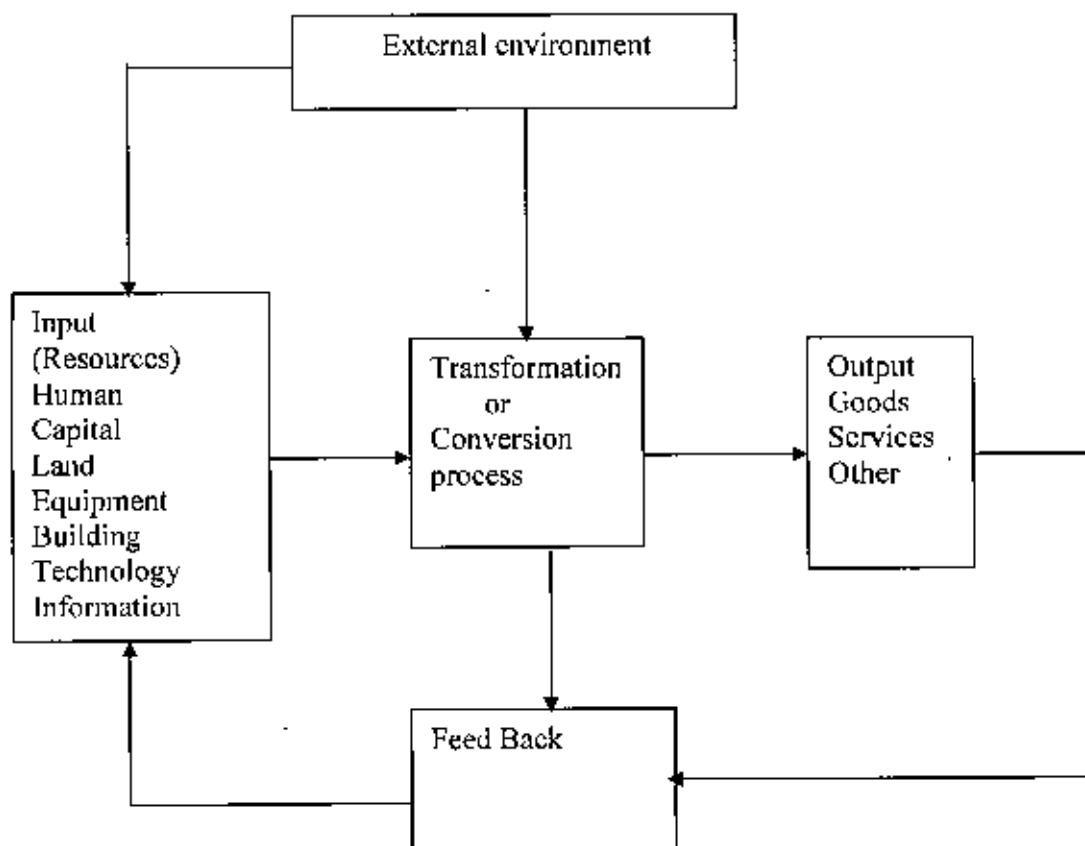 External environment
Input
(Resources)
Human
Capital
Land
Equipment
Building
Technology
Information
Transformation
or
Conversion
process
Output
Goods
Services
Other
Feed Back